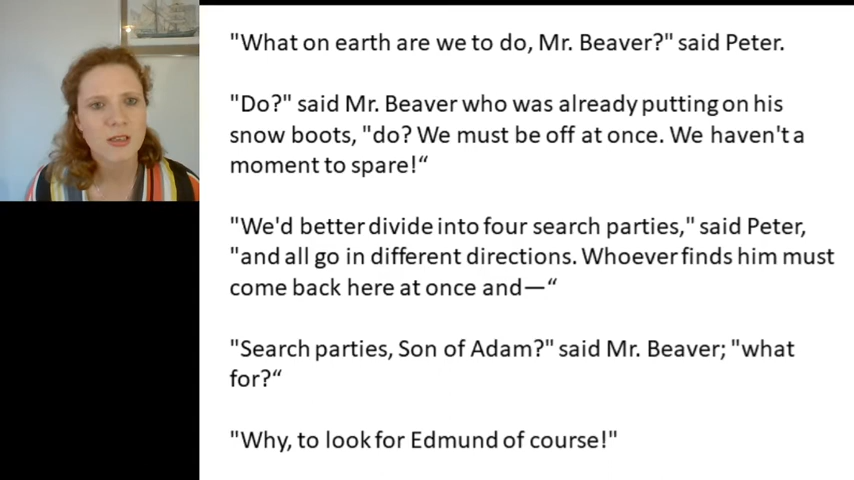 "What on earth are we to do, Mr. Beaver?" said Peter.
"Do?" said Mr. Beaver who was already putting on his
snow boots, "do? We must be off at once. We haven't a
moment to spare!“
"We'd better divide into four search parties," said Peter,
"and all go in different directions. Whoever finds him must
come back here at once and—“
"Search parties, Son of Adam?" said Mr. Beaver; "what
for?“
"Why, to look for Edmund of course!"